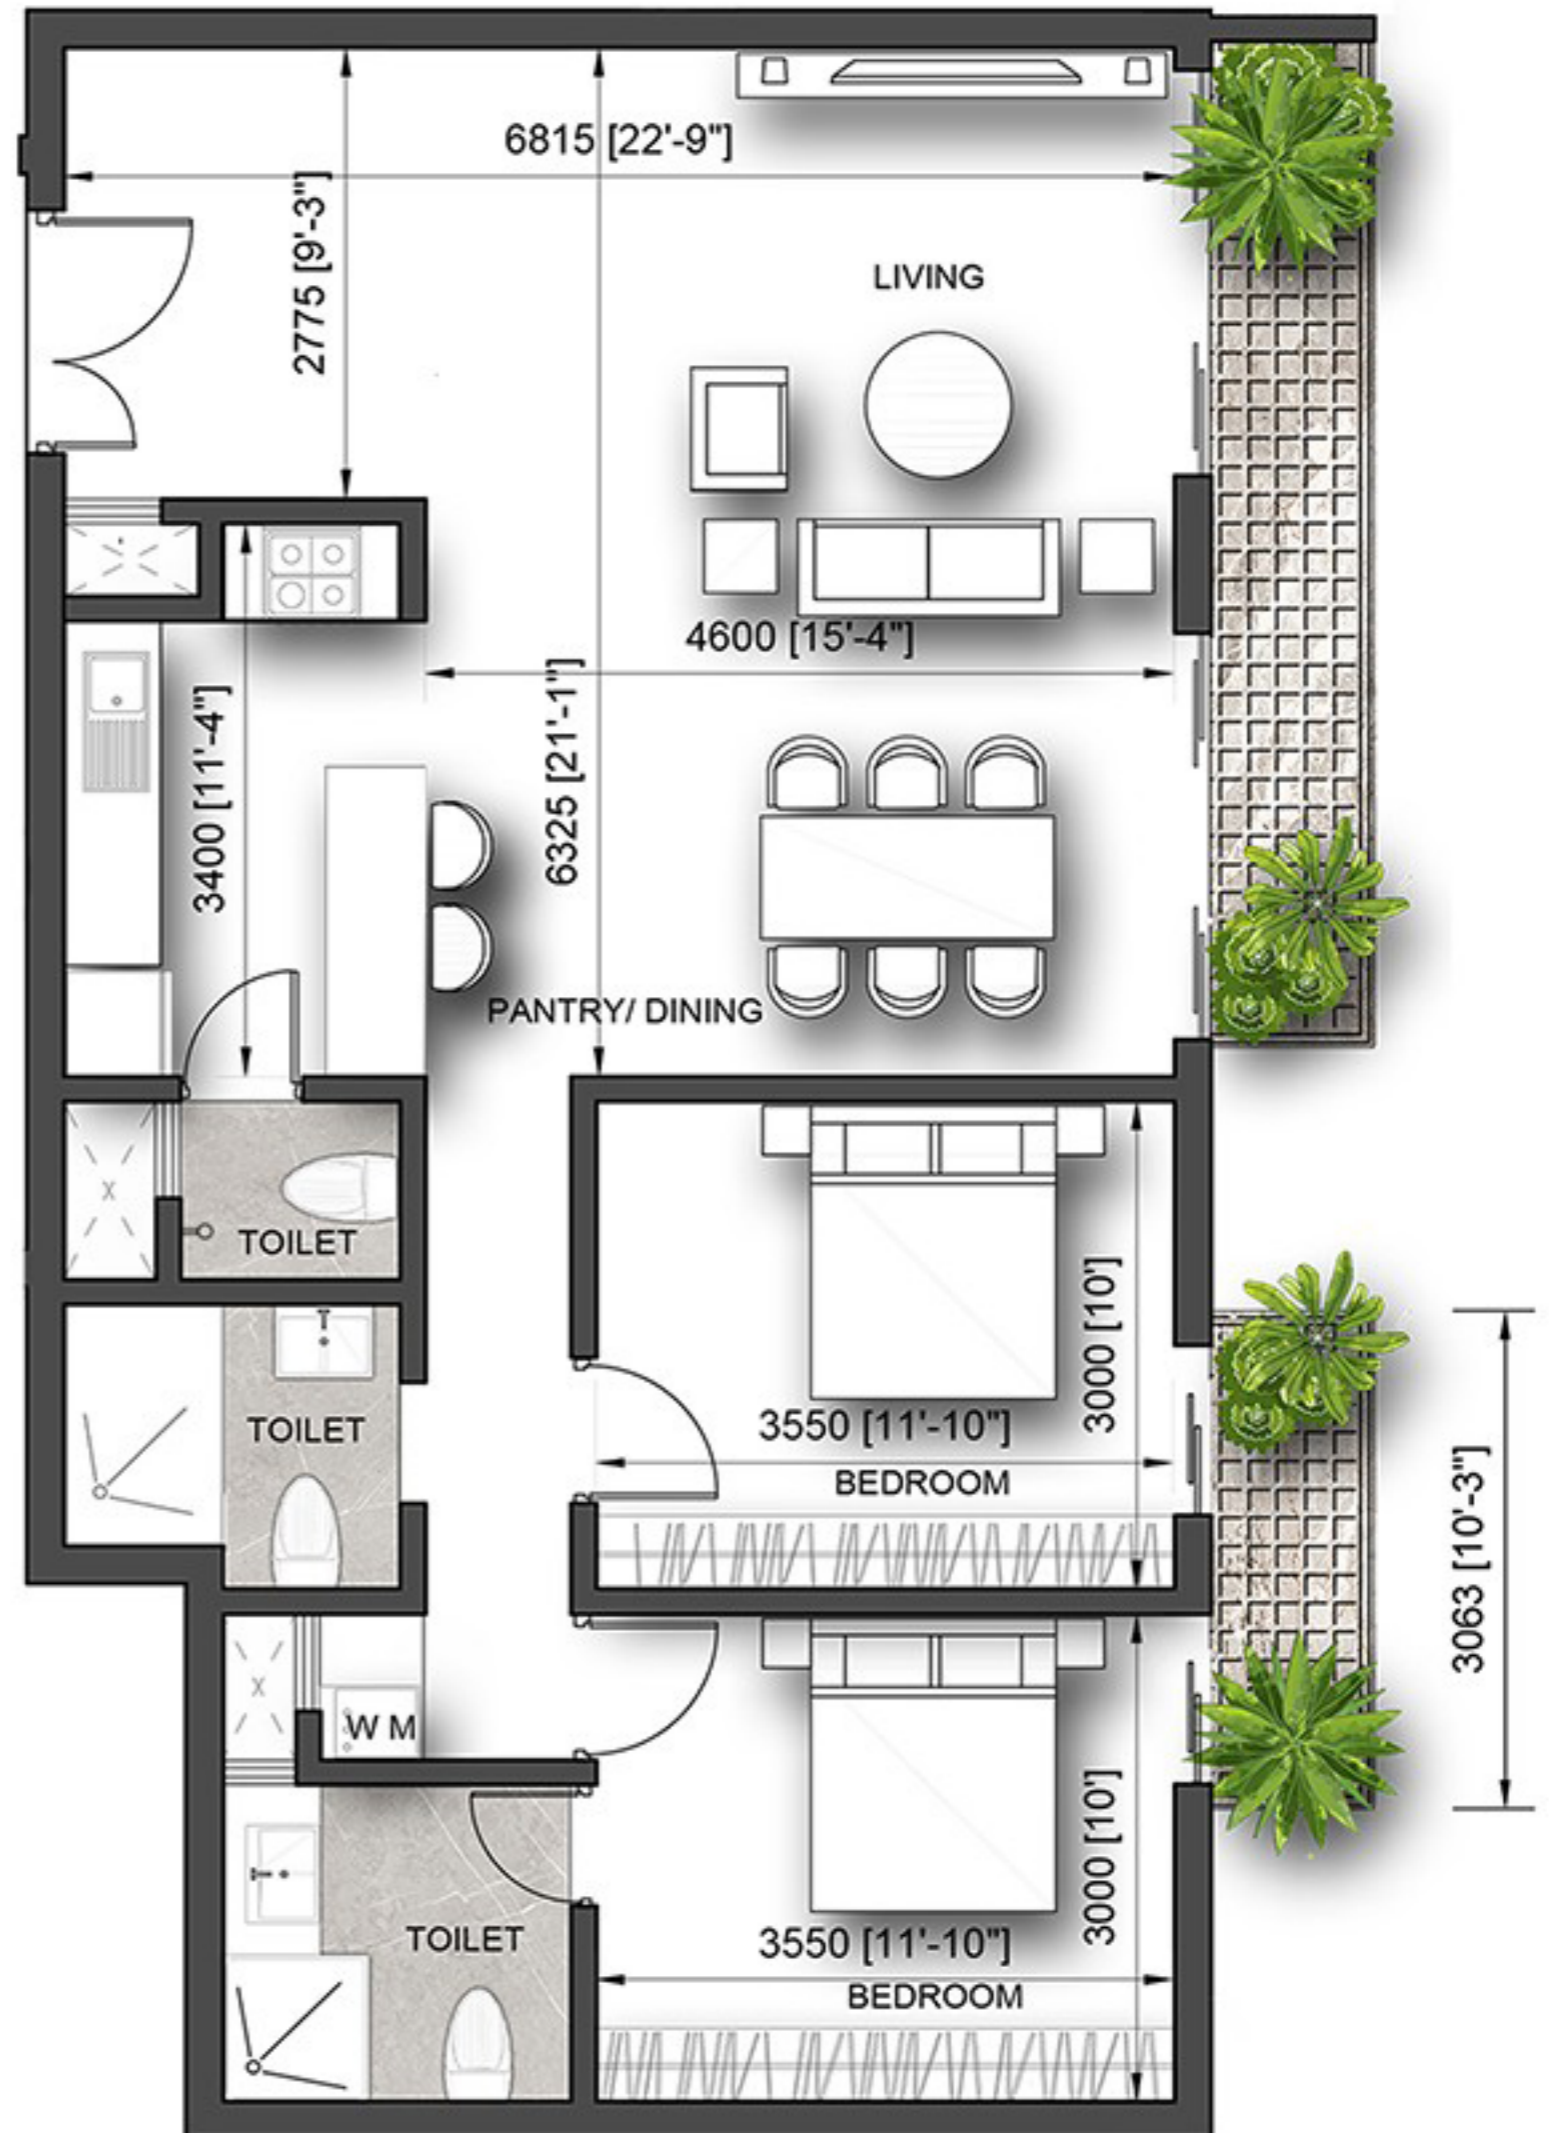 6815 [22'-9"]
2775 [9'-3"]
LIVING
4600 [15'-4"]
3400 [11'-4"]
6325 [21'-1"]
PANTRY/ DINING
X
TOILET
3000 [10']
TOILET
3550 [11'-10"]
BEDROOM
3063 [10'-3"]
X
W M
3000 [10']
TOILET
3550 [11'-10"]
BEDROOM